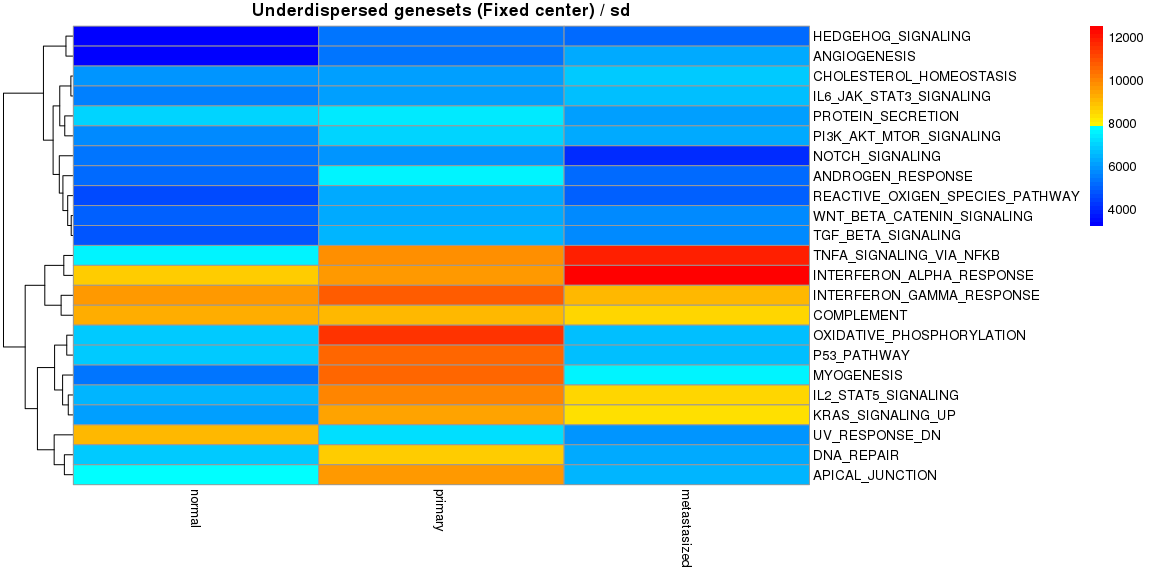 Underdispersed genesets (Fixed center) / sd
HEDGEHOG_SIGNALING
ANGIOGENESIS
CHOLESTEROL_HOMEOSTASIS
IL6_JAK_STAT3_SIGNALING
PROTEIN_SECRETION
PI3K_AKT_MTOR_SIGNALING
NOTCH_SIGNALING
ANDROGEN_RESPONSE
REACTIVE_OXIGEN_SPECIES_PATHWAY
WNT_BETA_CATENIN_SIGNALING
TGF_BETA_SIGNALING
TNFA_SIGNALING_VIA_NFKB
INTERFERON_ALPHA_RESPONSE
INTERFERON_GAMMA_RESPONSE
COMPLEMENT
OXIDATIVE_PHOSPHORYLATION
P53_PATHWAY
MYOGENESIS
IL2_STAT5_SIGNALING
KRAS_SIGNALING_UP
UV_RESPONSE_DN
DNA_REPAIR
APICAL_JUNCTION
12000
10000
8000
6000
4000
normal
primary
metastasized